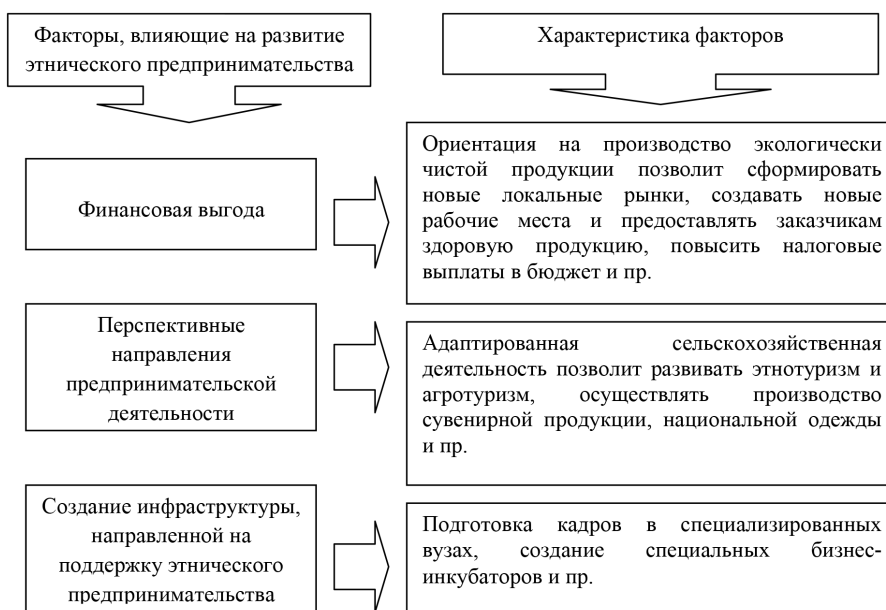 Факторы, влияющие на развитие
этнического предпринимательства
Характеристика факторов
Финансовая выгода
Ориентация на производство экологически
чистой продукции позволит сформировать
новые локальные рынки, создавать новые
рабочие места и предоставлять заказчикам
здоровую продукцию, повысить налоговые
выплаты в бюджет и пр.
Перспективные
направления
предпринимательской
деятельности
Адаптированная сельскохозяйственная
деятельность позволит развивать этнотуризм и
агротуризм, осуществлять производство
сувенирной продукции, национальной одежды
и пр.
Создание инфраструктуры,
направленной на
поддержку этнического
предпринимательства
Подготовка кадров в специализированных
вузах, создание специальных бизнес-
инкубаторов и пр.